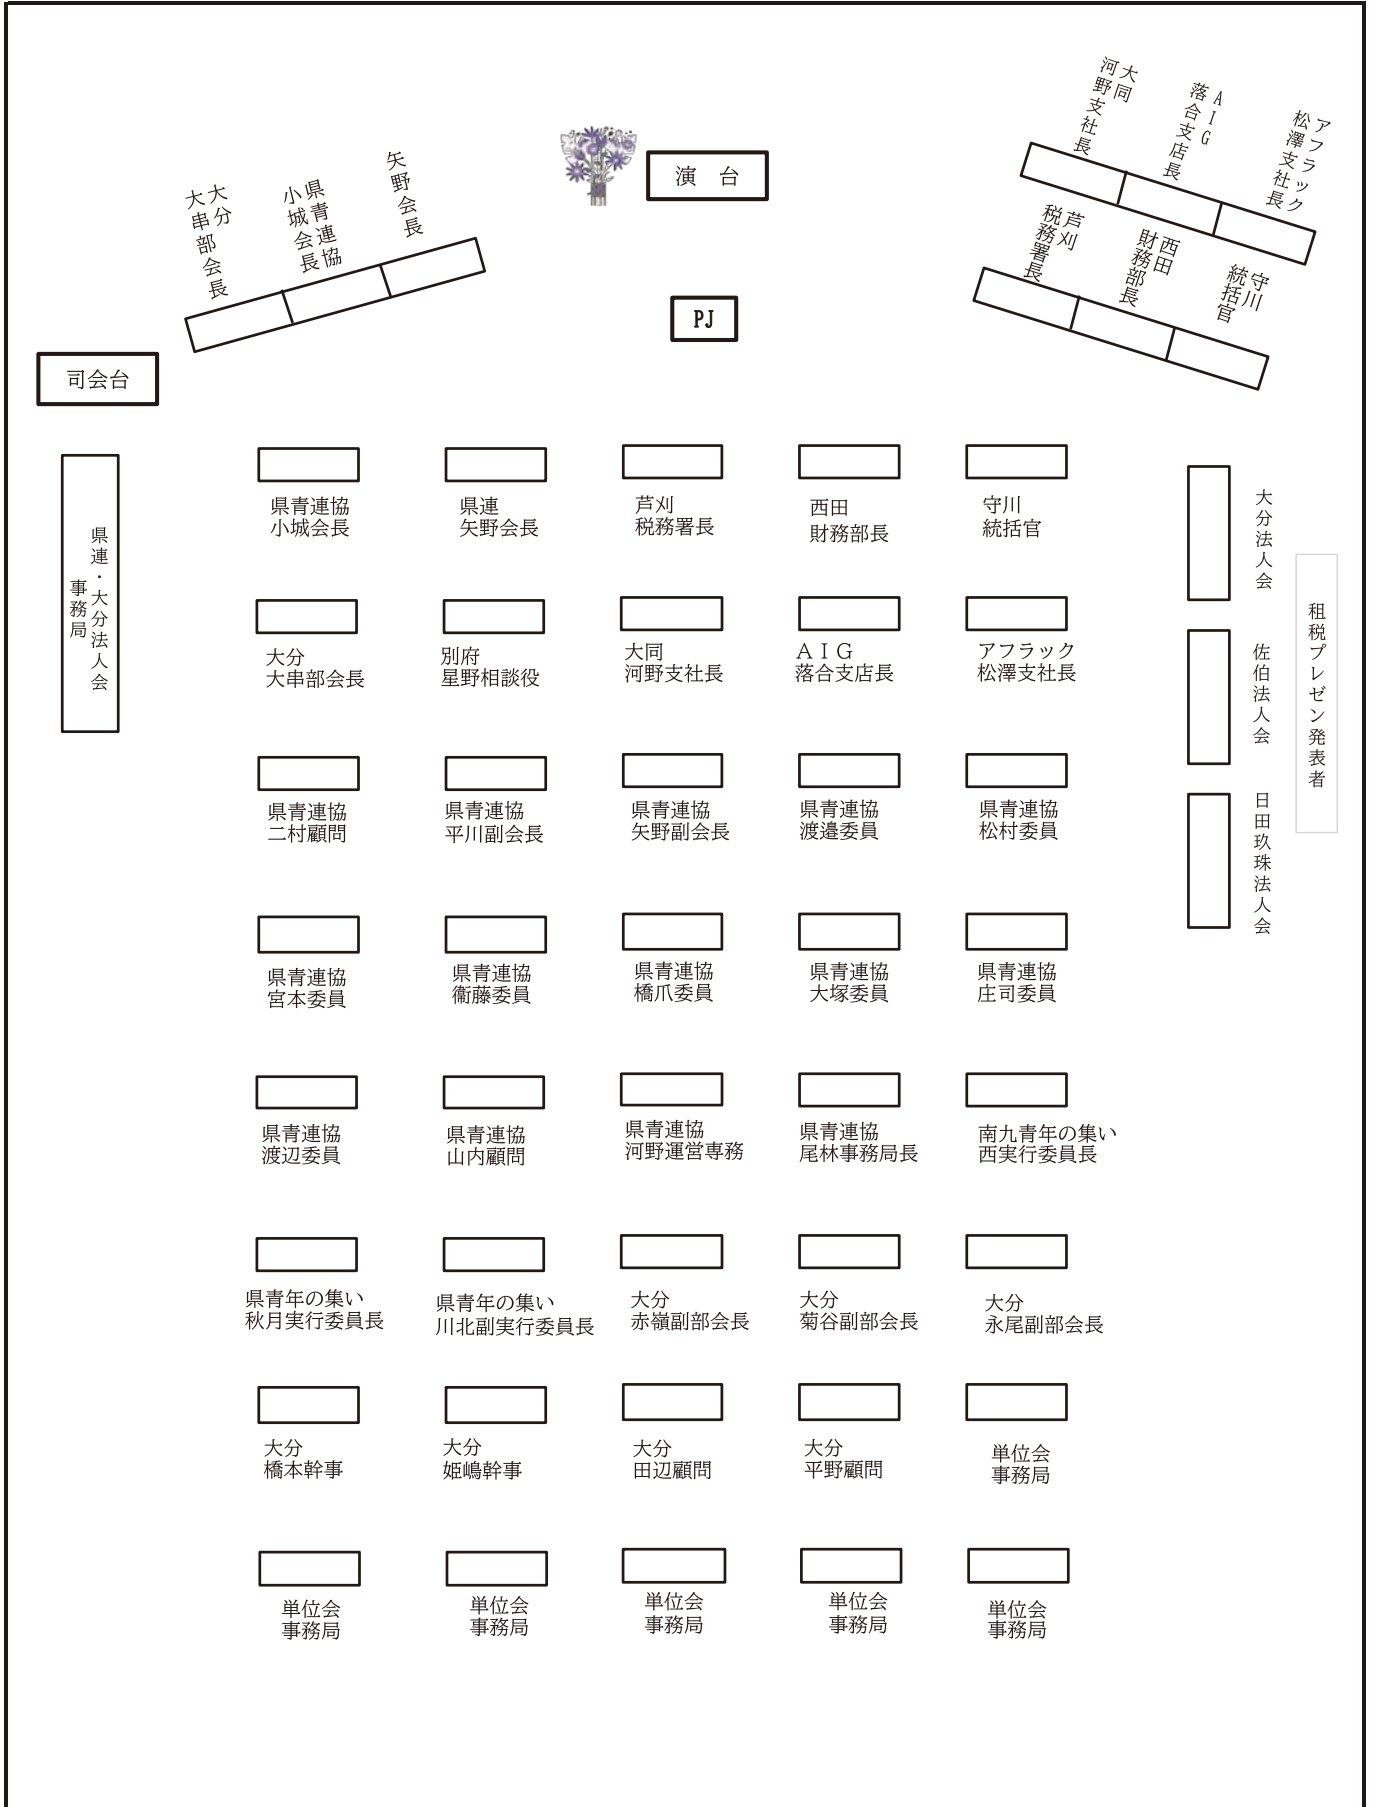 大分
大串部会長
県青連協
小城会長
矢野会長
演 台
大同
河野支社長
AIG
落合支店長
アフラック
松澤支社長
芦刈
税務署長
西田
財務部長
守川
統括官
PJ
司会台
県連・大分法人会
事務局
県青連協
小城会長
県連
矢野会長
芦刈
税務署長
西田
財務部長
守川
統括官
大分
大串部会長
別府
星野相談役
大同
河野支社長
ＡＩＧ
落合支店長
アフラック
松澤支社長
県青連協
二村顧問
県青連協
平川副会長
県青連協
矢野副会長
県青連協
渡邉委員
県青連協
松村委員
県青連協
宮本委員
県青連協
衞藤委員
県青連協
橋爪委員
県青連協
大塚委員
県青連協
庄司委員
県青連協
渡辺委員
県青連協
山内顧問
県青連協
河野運営専務
県青連協
尾林事務局長
南九青年の集い
西実行委員長
県青年の集い
秋月実行委員長
県青年の集い
川北副実行委員長
大分
赤嶺副部会長
大分
菊谷副部会長
大分
永尾副部会長
大分
橋本幹事
大分
姫嶋幹事
大分
田辺顧問
大分
平野顧問
単位会
事務局
単位会
事務局
単位会
事務局
単位会
事務局
単位会
事務局
単位会
事務局
大分法人会
佐伯法人会
日田玖珠法人会
租税プレゼン発表者